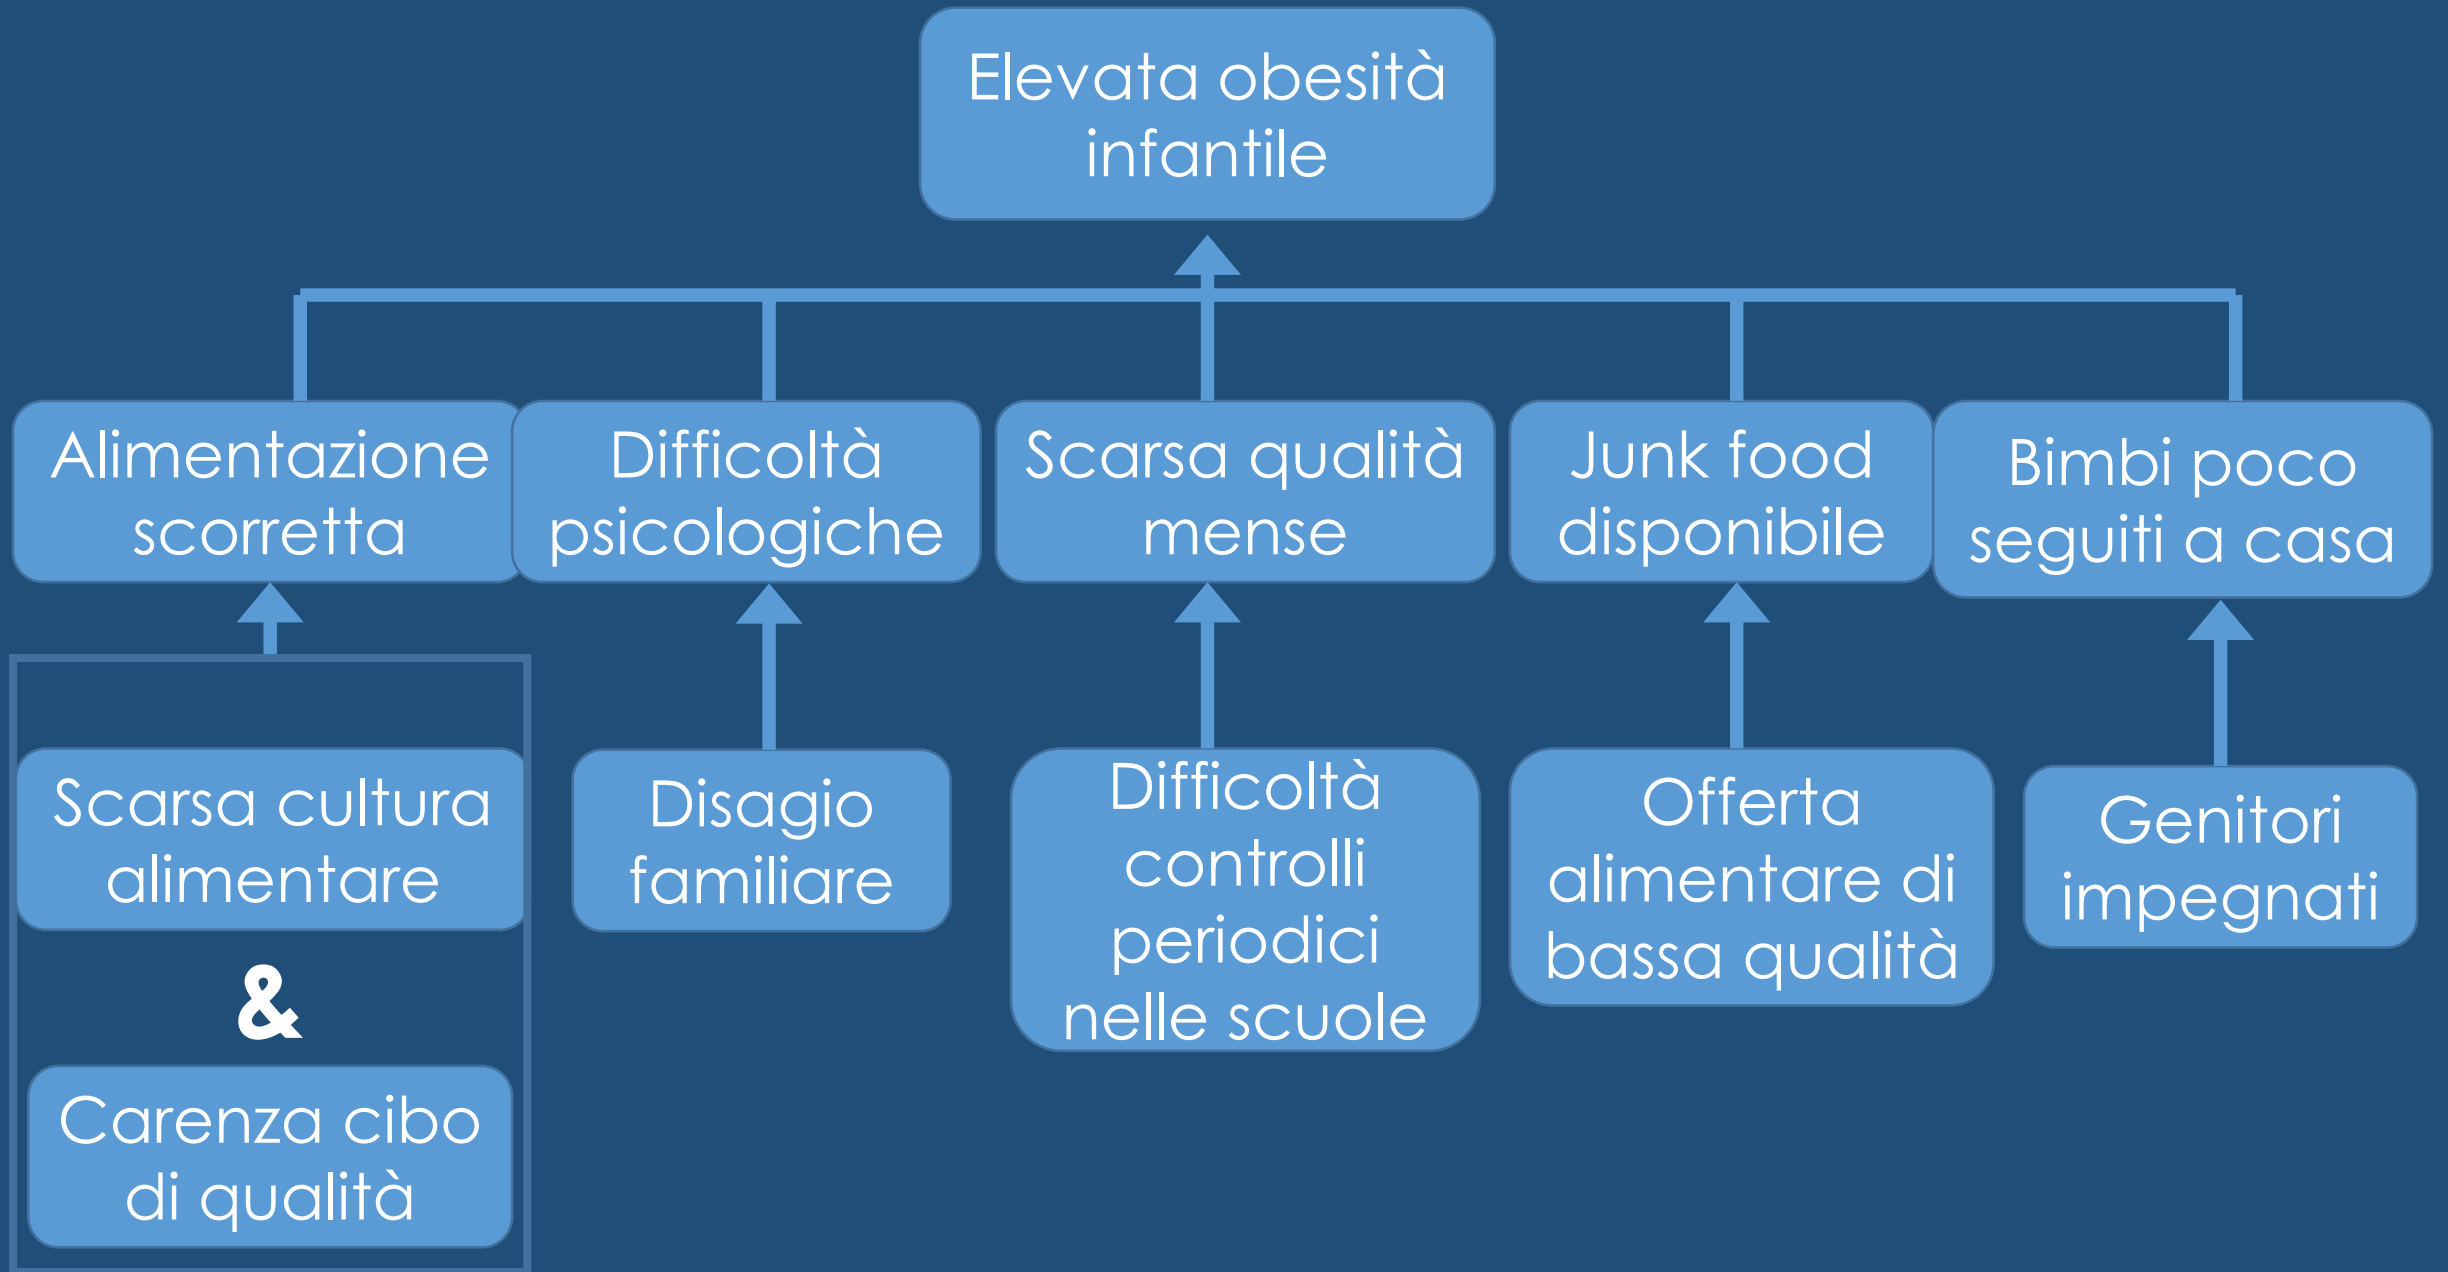 Elevata obesità
infantile
Alimentazione
scorretta
Difficoltà
psicologiche
Scarsa qualità
mense
Junk food
disponibile
Bimbi poco
seguiti a casa
Scarsa cultura
alimentare
&
Carenza cibo
di qualità
Disagio
familiare
Difficoltà
controlli
periodici
nelle scuole
Offerta
alimentare di
bassa qualità
Genitori
impegnati